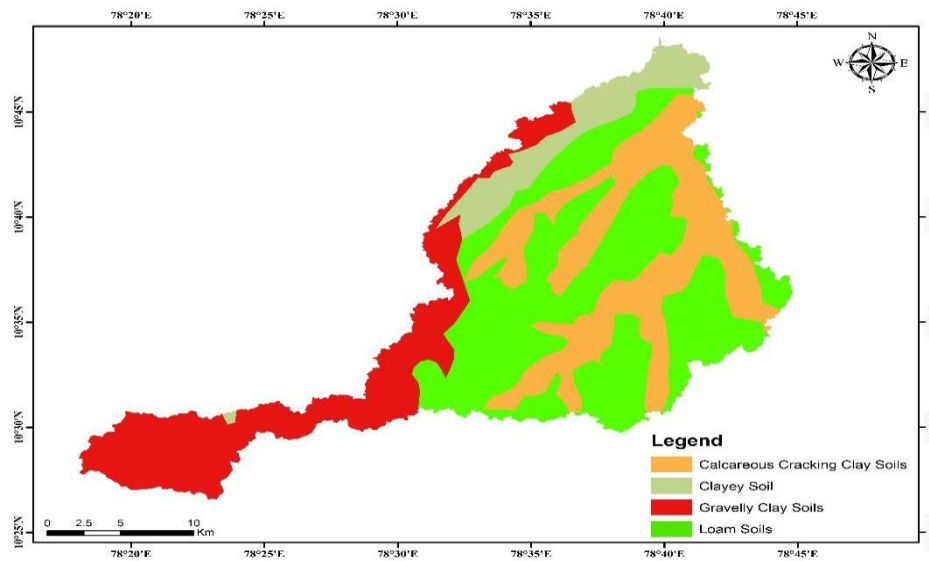 78°20'E 78°25'E 78°30'E 78°35'E 78°40'E 78°45'E
N
W E
S
10°45'N
10°40'N
10°35'N
10°30'N
10°25'N
Legend
Calcareous Cracking Clay Soils
Clayey Soil
Gravelly Clay Soils
Loam Soils
0 2.5 5 10
Km
78°20'E 78°25'E 78°30'E 78°35'E 78°40'E 78°45'E